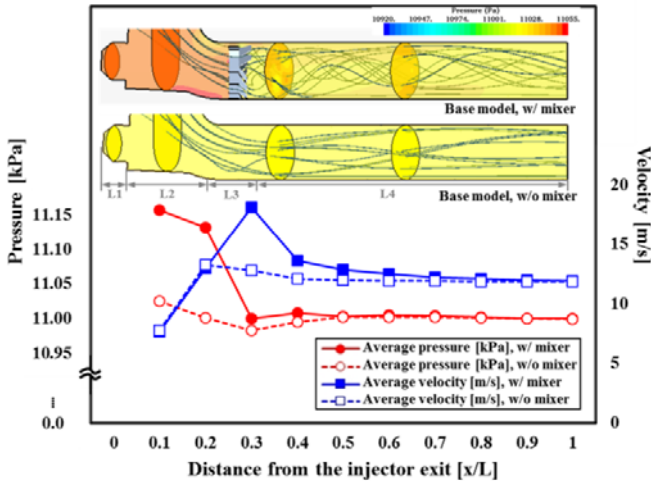 Pressure (Pa)
10920. 10947. 10974. 11001. 11028. 11055.
Base model, w/ mixer
Base model, w/o mixer
L1 L2 L3 L4
Pressure [kPa]
11.15
11.10
11.05
11.00
10.95
0.0
Velocity [m/s]
20
15
10
5
0
Average pressure [kPa], w/ mixer
Average pressure [kPa], w/o mixer
Average velocity [m/s], w/ mixer
Average velocity [m/s], w/o mixer
0 0.1 0.2 0.3 0.4 0.5 0.6 0.7 0.8 0.9 1
Distance from the injector exit [x/L]